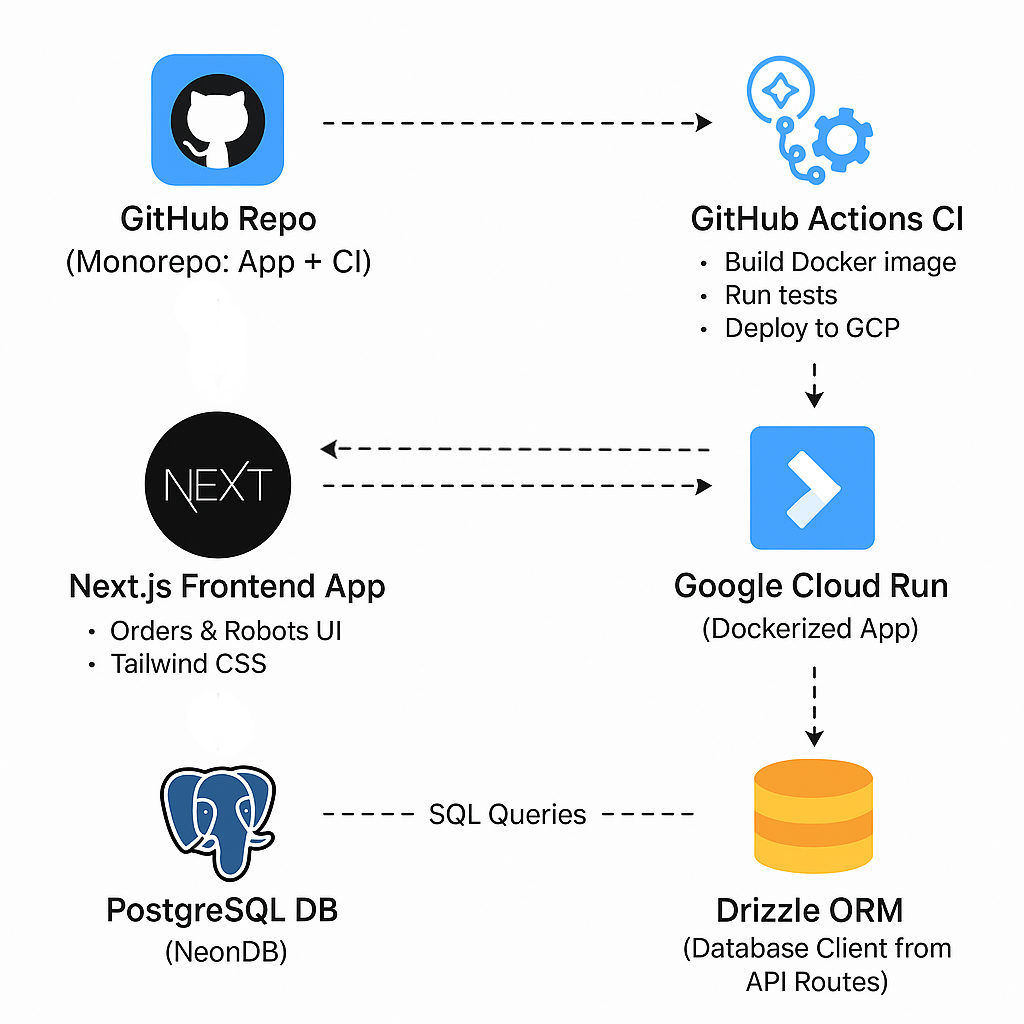 GitHub Repo
(Monorepo: App + CI)
GitHub Actions CI
• Build Docker image
• Run tests
• Deploy to GCP
NEXT
Next.js Frontend App
• Orders & Robots UI
• Tailwind CSS
Google Cloud Run
(Dockerized App)
SQL Queries
PostgreSQL DB
(NeonDB)
Drizzle ORM
(Database Client from
API Routes)